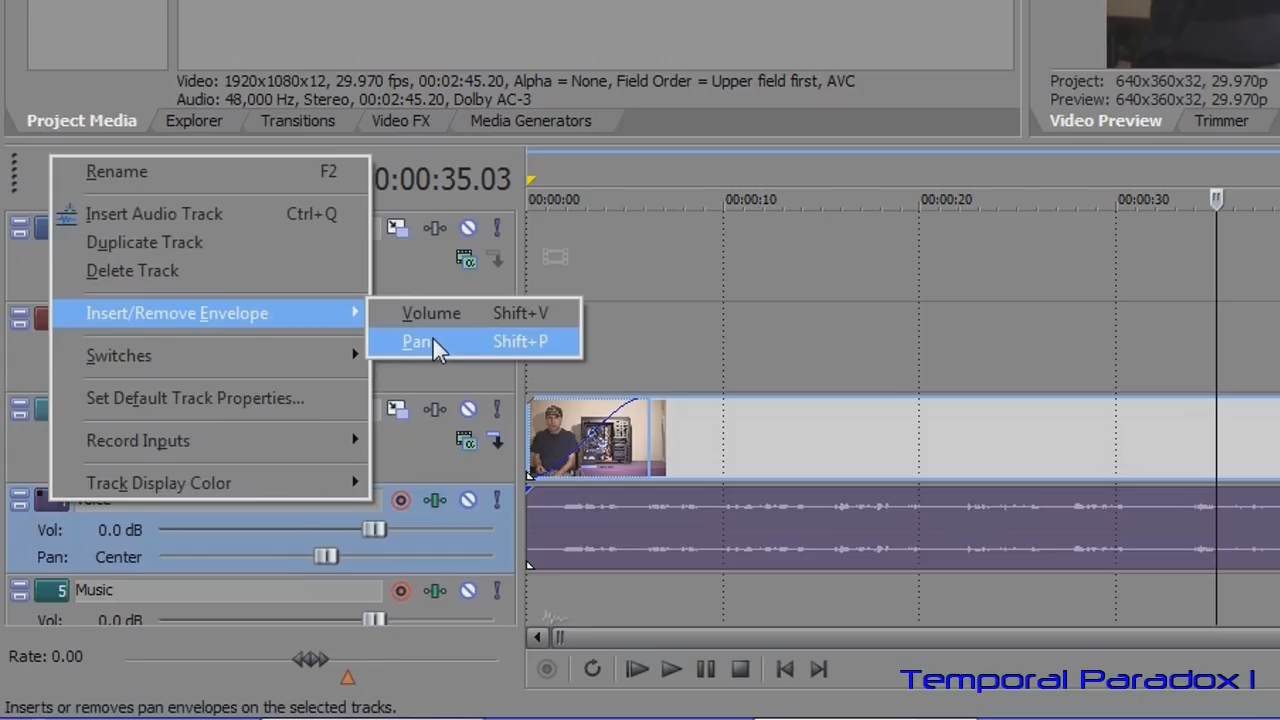 Video: 1920x1080x12, 29.970 fps, 00:02:45.20, Alpha = None, Field Order = Upper field first, AVC
Audio: 48,000 Hz, Stereo, 00:02:45.20, Dolby AC-3
Project: 640x360x32, 29.970p
Preview: 640x360x32, 29.970p
Project Media Explorer Transitions Video FX Media Generators Video Preview Trimmer
Rename F2
0:00:35.03
Insert Audio Track Ctrl+Q
Duplicate Track
Delete Track
Insert/Remove Envelope
Volume Shift+V
Pan Shift+P
Switches
Set Default Track Properties...
Record Inputs
Track Display Color
00:00:00 00:00:10 00:00:20 00:00:30
Vol: 0.0 dB
Pan: Center
5 Music
Vol: 0.0 dB
Rate: 0.00
Temporal Paradox I
Inserts or removes pan envelopes on the selected tracks.